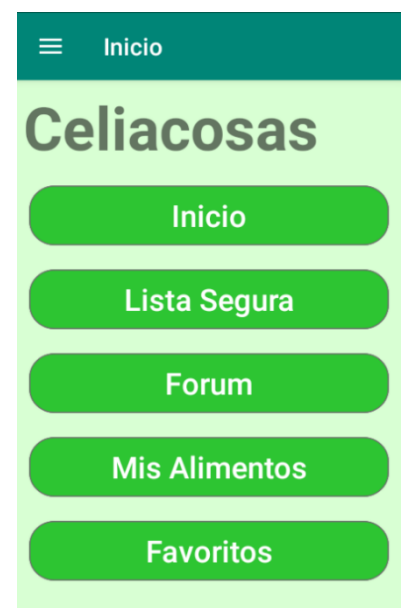 Inicio
Celiacosas
Inicio
Lista Segura
Forum
Mis Alimentos
Favoritos